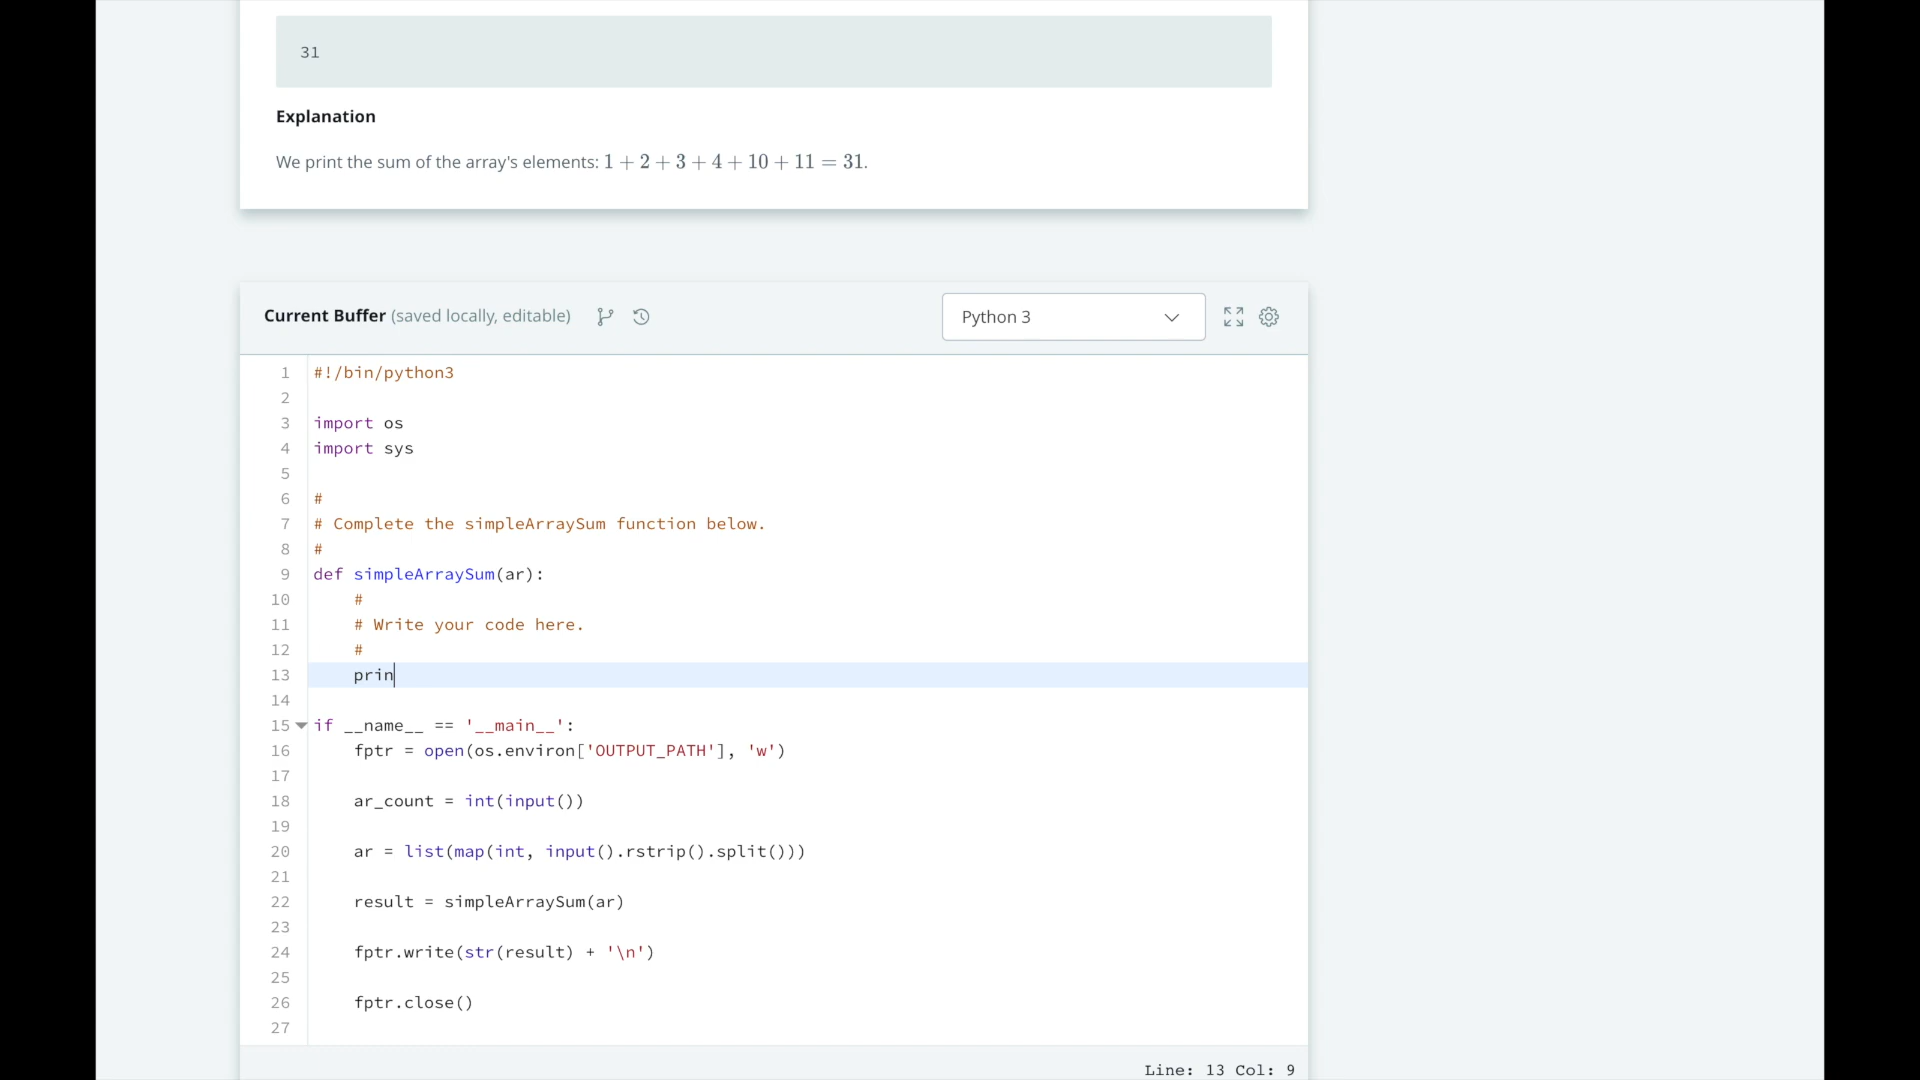 31
Explanation
We print the sum of the array's elements: 1 + 2 + 3 + 4 + 10 + 11 = 31.
Current Buffer (saved locally, editable)
Python 3
1 #!/bin/python3
2
3 import os
4 import sys
5
6 #
7 # Complete the simpleArraySum function below.
8 #
9 def simpleArraySum(ar):
10     #
11     # Write your code here.
12     #
13     prin
14
15 if __name__ == '__main__':
16     fptr = open(os.environ['OUTPUT_PATH'], 'w')
17
18     ar_count = int(input())
19
20     ar = list(map(int, input().rstrip().split()))
21
22     result = simpleArraySum(ar)
23
24     fptr.write(str(result) + '\n')
25
26     fptr.close()
27
Line: 13 Col: 9